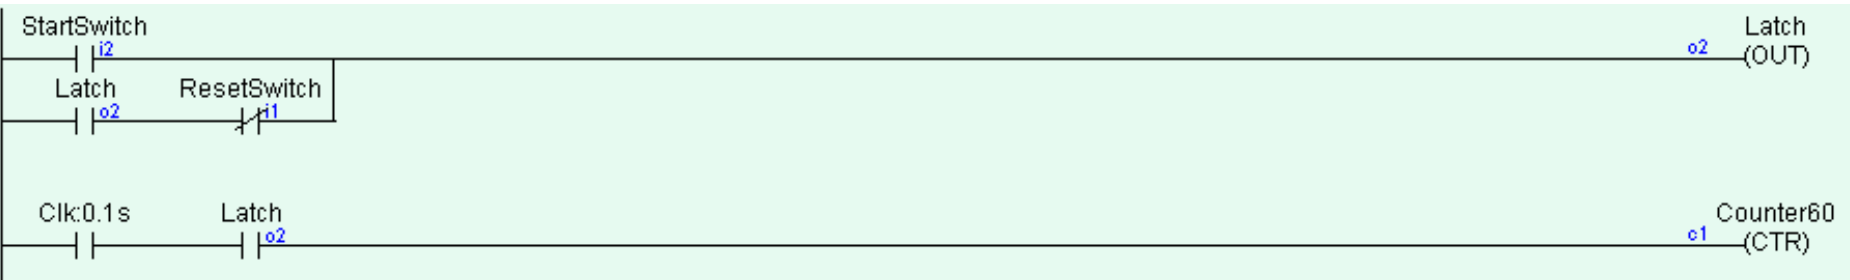 StartSwitch Latch
i2 o2 (OUT)
Latch ResetSwitch
o2 i1
Clk:0.1s Latch Counter60
o2 c1 (CTR)